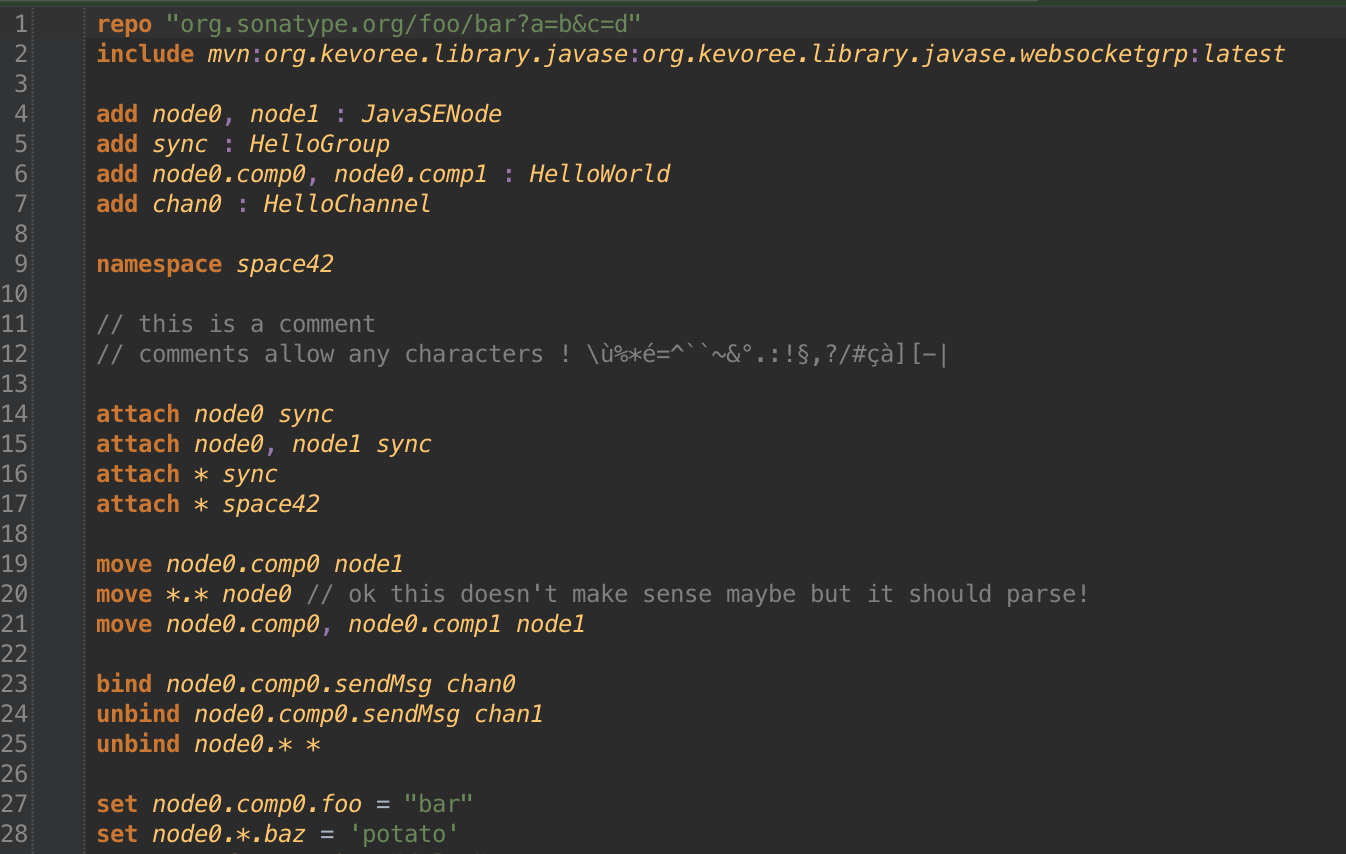 1 repo "org.sonatype.org/foo/bar?a=b&c=d"
2 include mvn:org.kevoree.library.javase:org.kevoree.library.javase.websocketgrp:latest
3
4 add node0, node1 : JavaSENode
5 add sync : HelloGroup
6 add node0.comp0, node0.comp1 : HelloWorld
7 add chan0 : HelloChannel
8
9 namespace space42
10
11 // this is a comment
12 // comments allow any characters ! \ù%*é=^``~&°.:!§,?/#çà][-|
13
14 attach node0 sync
15 attach node0, node1 sync
16 attach * sync
17 attach * space42
18
19 move node0.comp0 node1
20 move *.* node0 // ok this doesn't make sense maybe but it should parse!
21 move node0.comp0, node0.comp1 node1
22
23 bind node0.comp0.sendMsg chan0
24 unbind node0.comp0.sendMsg chan1
25 unbind node0.* *
26
27 set node0.comp0.foo = "bar"
28 set node0.*.baz = 'potato'